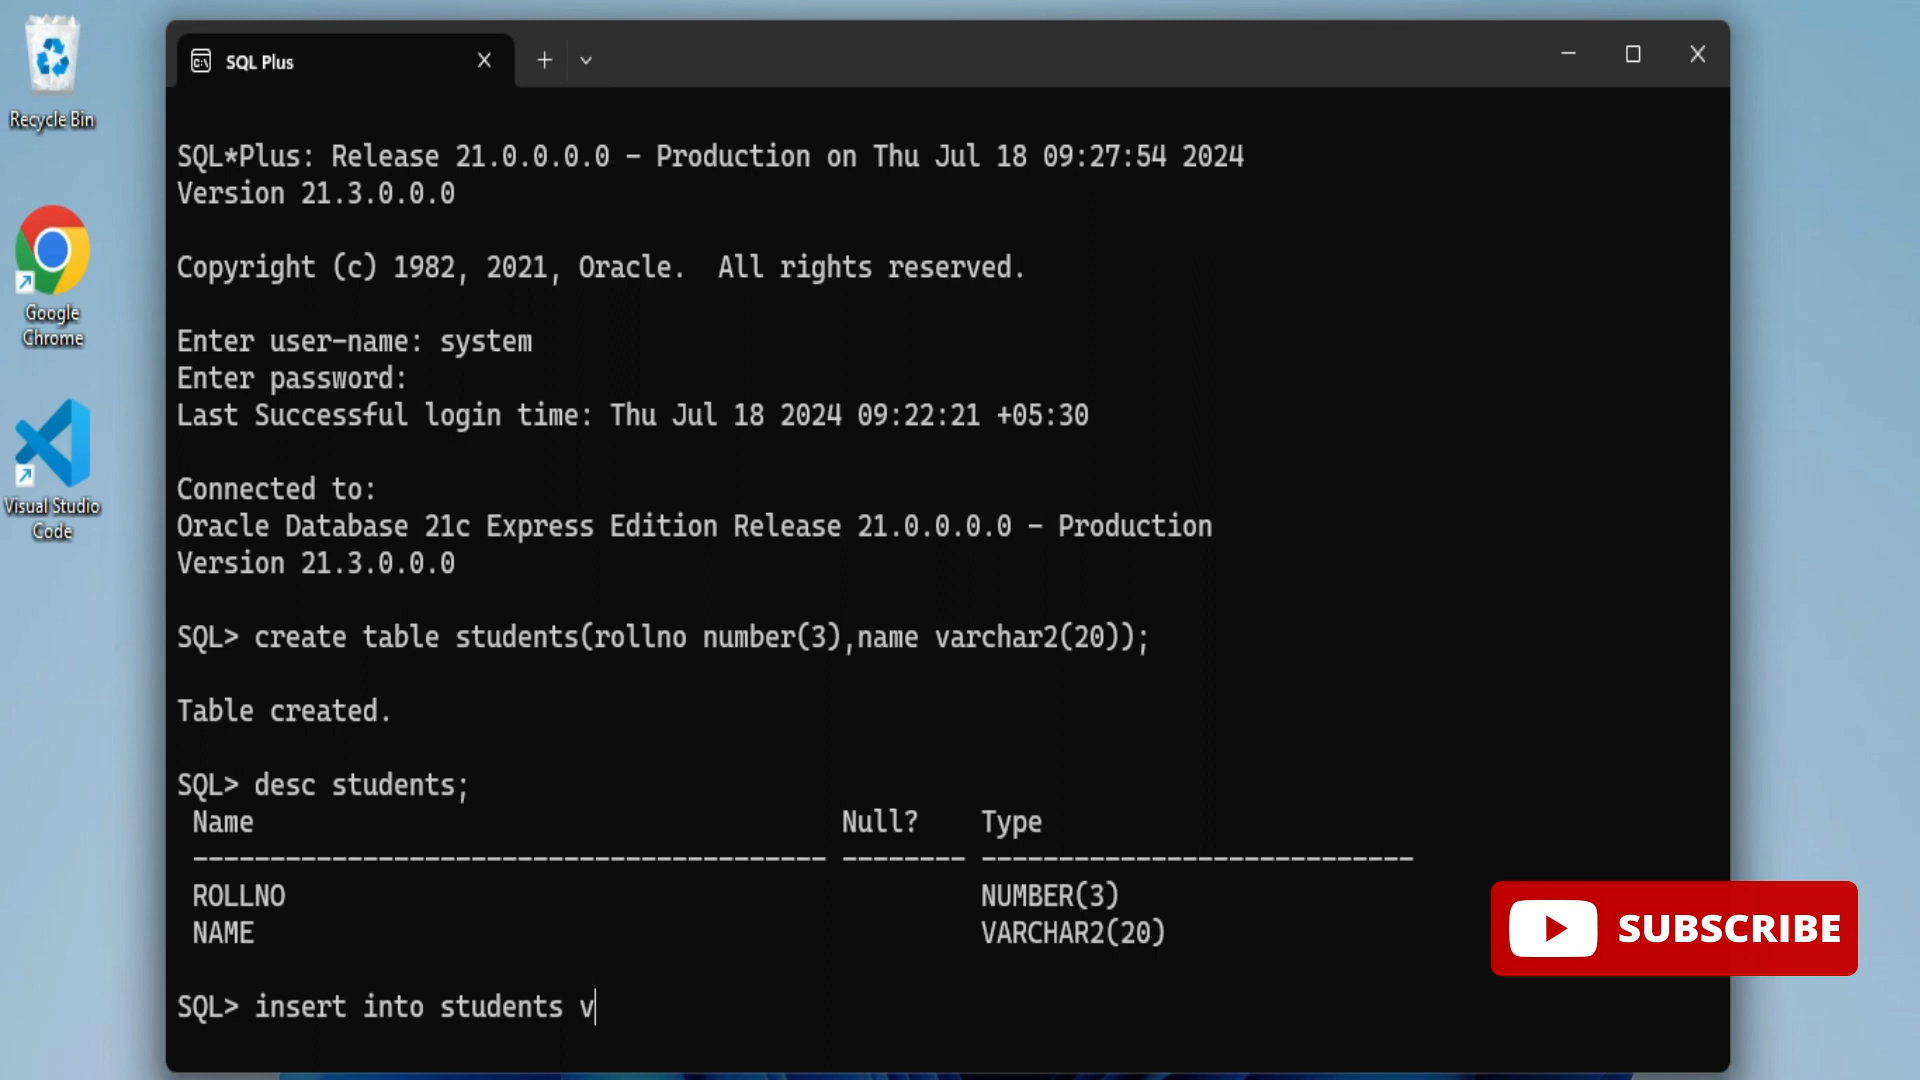 Recycle Bin
Google
Chrome
Visual Studio
Code
SQL Plus
SQL*Plus: Release 21.0.0.0.0 - Production on Thu Jul 18 09:27:54 2024
Version 21.3.0.0.0
Copyright (c) 1982, 2021, Oracle.  All rights reserved.
Enter user-name: system
Enter password:
Last Successful login time: Thu Jul 18 2024 09:22:21 +05:30
Connected to:
Oracle Database 21c Express Edition Release 21.0.0.0.0 - Production
Version 21.3.0.0.0
SQL> create table students(rollno number(3),name varchar2(20));
Table created.
SQL> desc students;
Name Null? Type
----------------------------------------- -------- ----------------------------
ROLLNO NUMBER(3)
NAME VARCHAR2(20)
SQL> insert into students v
SUBSCRIBE